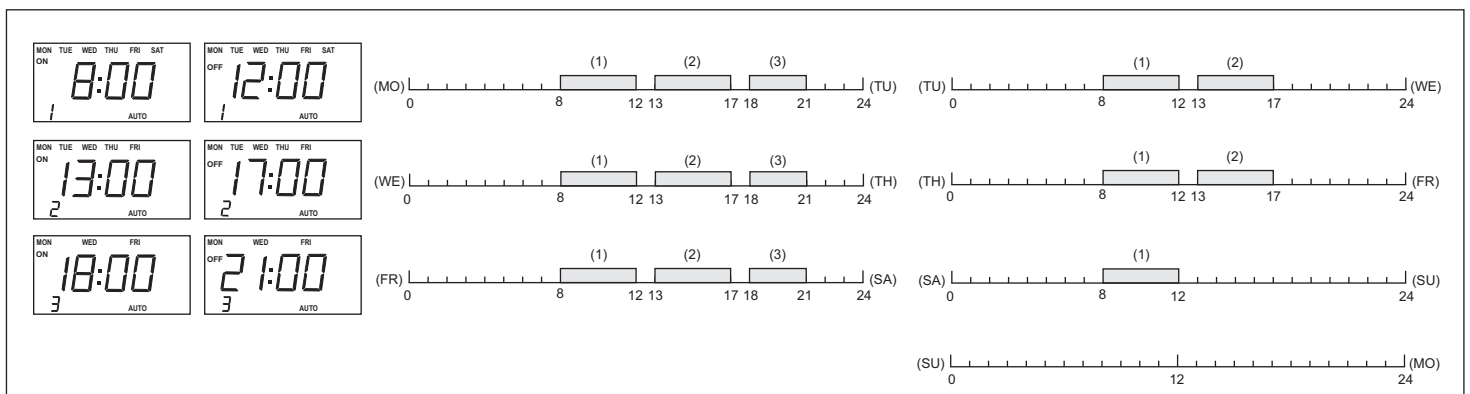 MON TUE WED THU FRI SAT
ON
8:00
1 AUTO
MON TUE WED THU FRI SAT
OFF
12:00
1 AUTO
(1) (2) (3)
(MO) (TU)
0 8 12 13 17 18 21 24
(1) (2)
(TU) (WE)
0 8 12 13 17 24
MON TUE WED THU FRI
ON
13:00
2 AUTO
MON TUE WED THU FRI
OFF
17:00
2 AUTO
(1) (2) (3)
(WE) (TH)
0 8 12 13 17 18 21 24
(1) (2)
(TH) (FR)
0 8 12 13 17 24
MON WED FRI
ON
18:00
3 AUTO
MON WED FRI
OFF
21:00
3 AUTO
(1) (2) (3)
(FR) (SA)
0 8 12 13 17 18 21 24
(1)
(SA) (SU)
0 8 12 24
(SU) (MO)
0 12 24